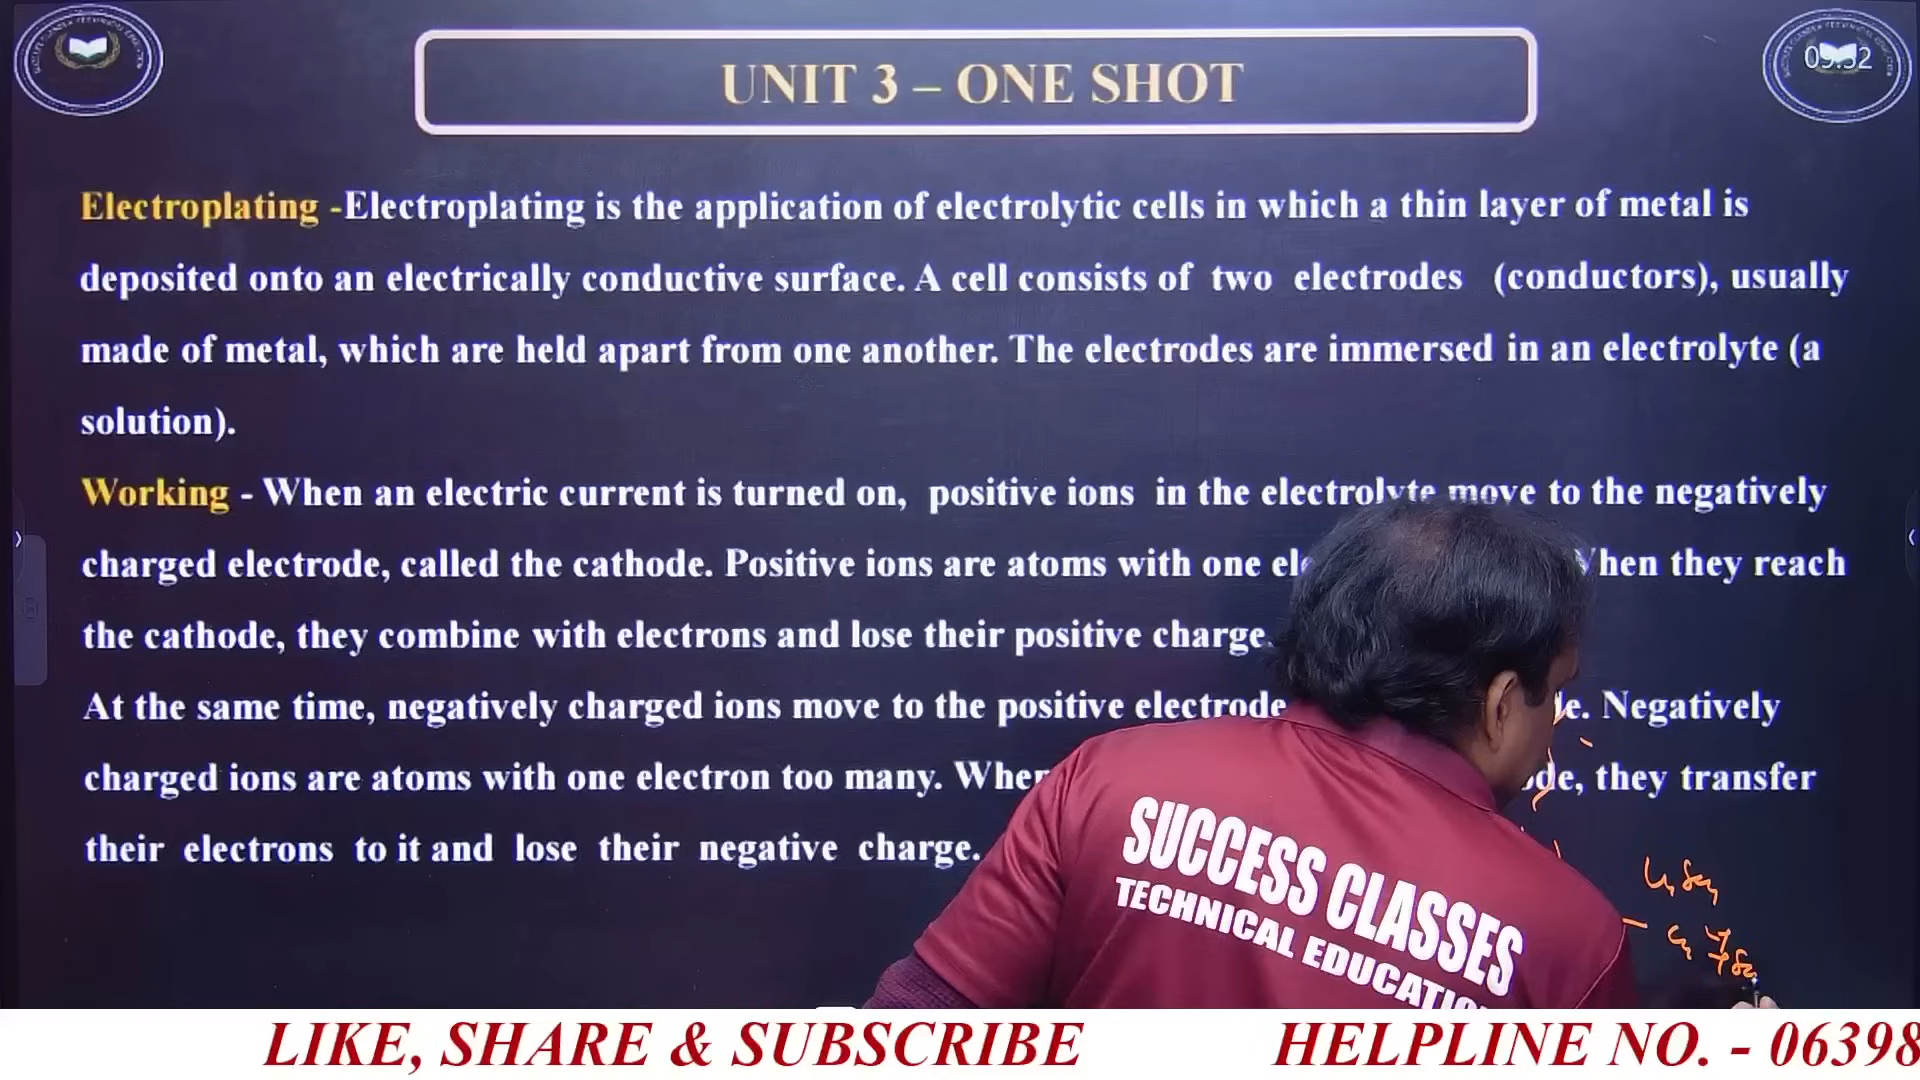 UNIT 3 – ONE SHOT
09:52
Electroplating -Electroplating is the application of electrolytic cells in which a thin layer of metal is
deposited onto an electrically conductive surface. A cell consists of two electrodes (conductors), usually
made of metal, which are held apart from one another. The electrodes are immersed in an electrolyte (a
solution).
Working - When an electric current is turned on, positive ions in the electrolyte move to the negatively
charged electrode, called the cathode. Positive ions are atoms with one When they reach
the cathode, they combine with electrons and lose their positive charge.
At the same time, negatively charged ions move to the positive electrode Negatively
charged ions are atoms with one electron too many. When they transfer
their electrons to it and lose their negative charge.
SUCCESS CLASSES
TECHNICAL EDUCATION
LIKE, SHARE & SUBSCRIBE HELPLINE NO. - 06398